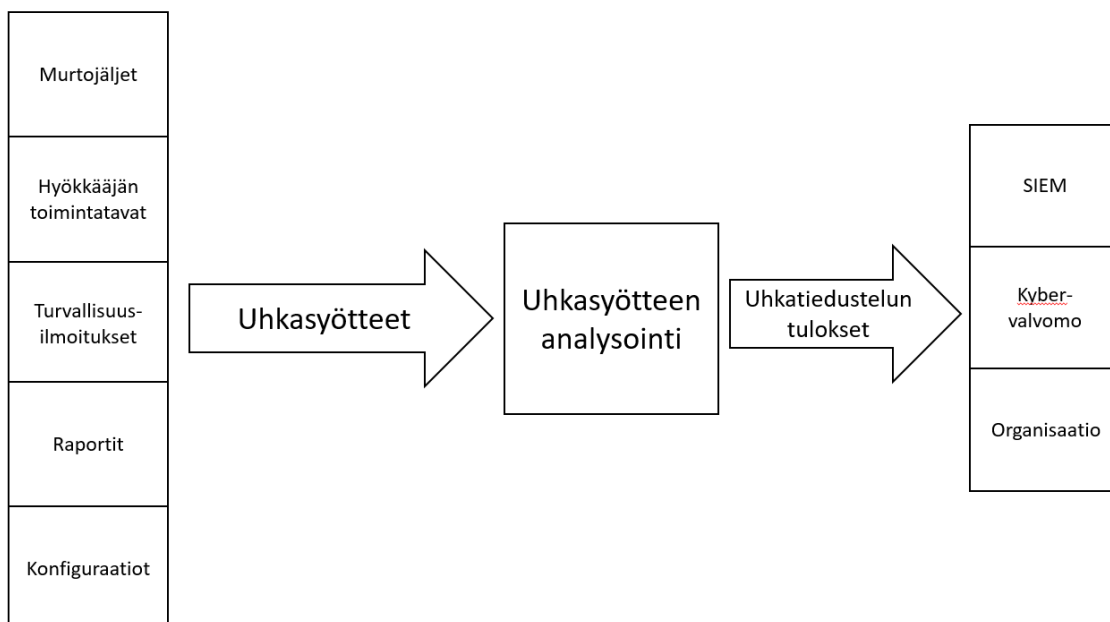 Murtojäljet
Hyökkääjän
toimintatavat
Turvallisuus-
ilmoitukset
Raportit
Konfiguraatiot
Uhkasyötteet
Uhkasyötteen
analysointi
Uhkatiedustelun
tulokset
SIEM
Kyber-
valvomo
Organisaatio